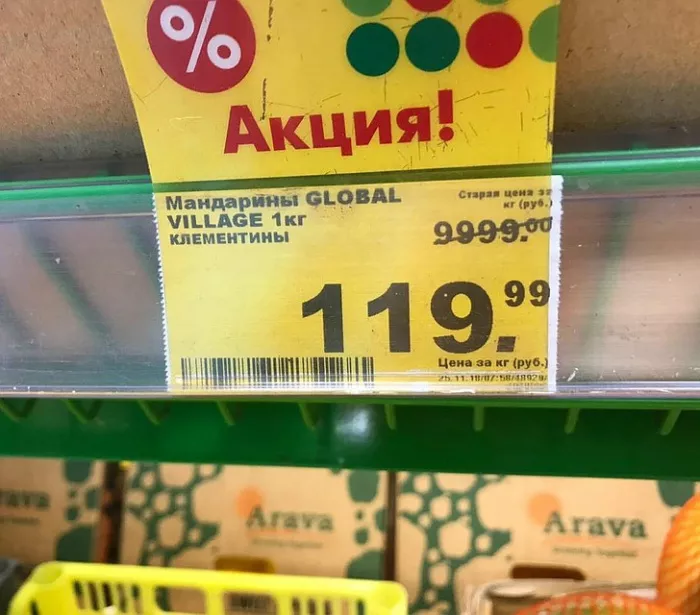 %
Акция!
Мандарины GLOBAL
VILLAGE 1кг
КЛЕМЕНТИНЫ
Старая цена за
кг (руб.)
9999.00
119.99
Цена за кг (руб.)
Arava
Arava